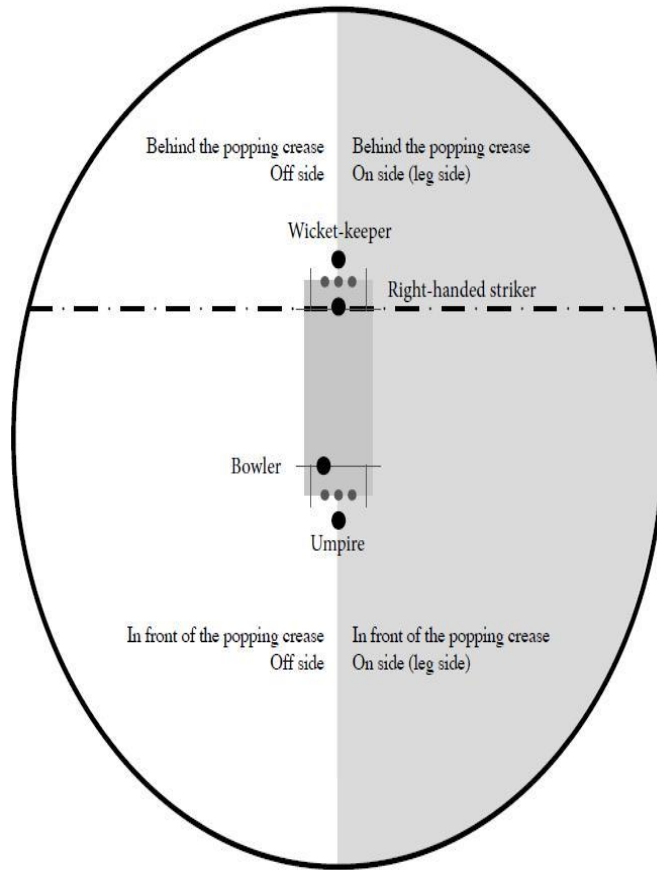 Behind the popping crease
Off side
Behind the popping crease
On side (leg side)
Wicket-keeper
Right-handed striker
Bowler
Umpire
In front of the popping crease
Off side
In front of the popping crease
On side (leg side)